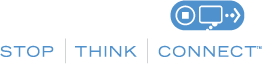 STOP | THINK | CONNECT™